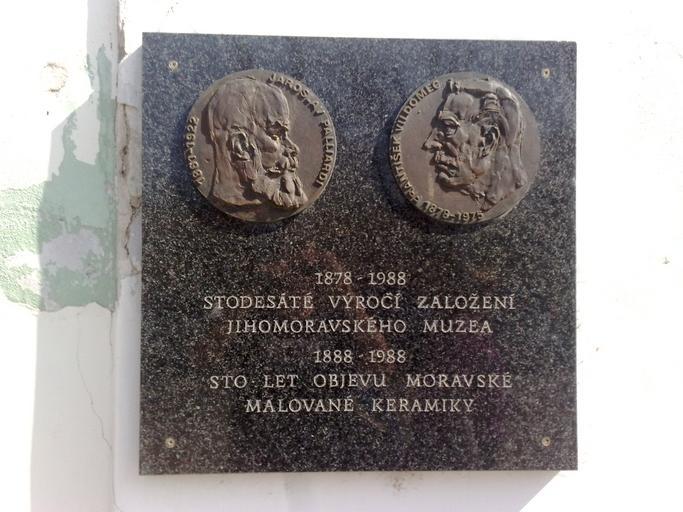 JAROSLAV PALLIARDI
1861-1922
FRANTIŠEK VILDOMEC
1878-1975
1878 - 1988
STODESÁTÉ VÝROČÍ ZALOŽENÍ
JIHOMORAVSKÉHO MUZEA
1888 - 1988
STO LET OBJEVU MORAVSKÉ
MALOVANÉ KERAMIKY